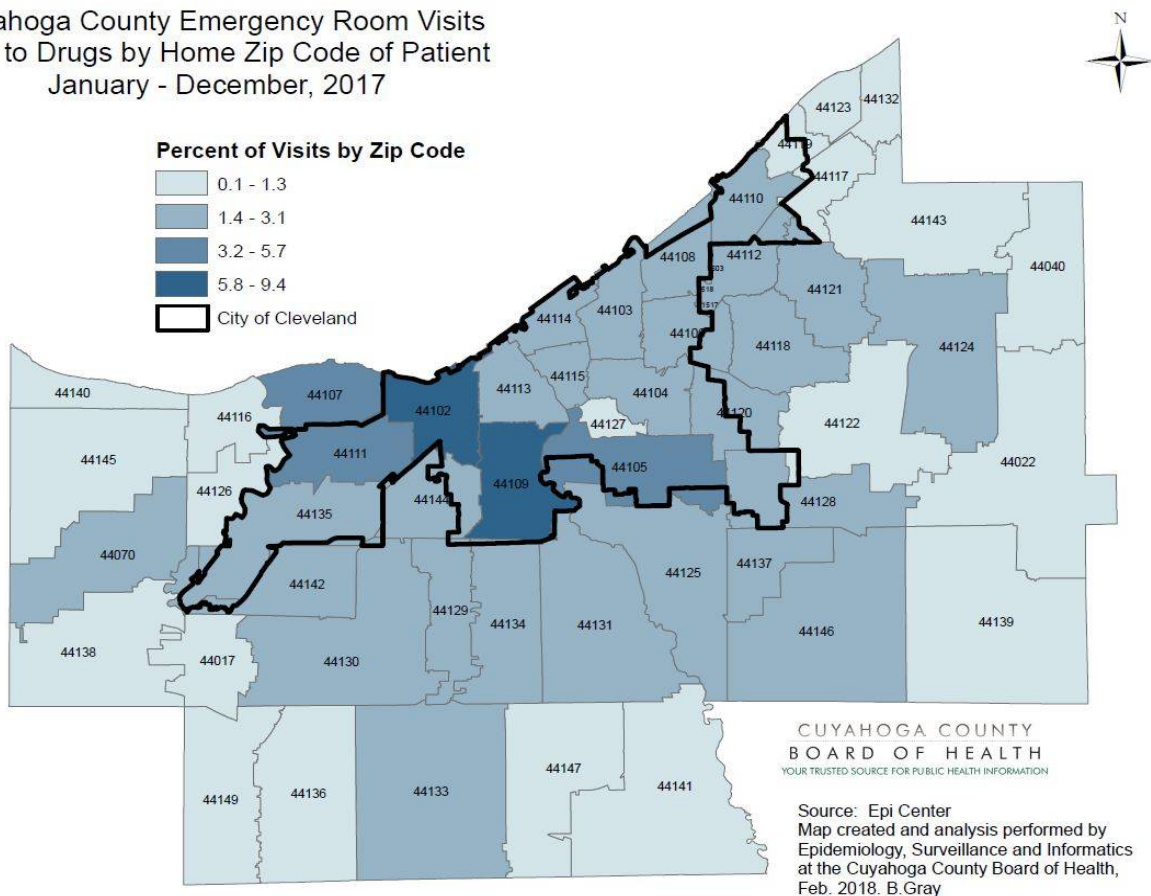 ahoga County Emergency Room Visits
to Drugs by Home Zip Code of Patient
January - December, 2017
N
Percent of Visits by Zip Code
0.1 - 1.3
1.4 - 3.1
3.2 - 5.7
5.8 - 9.4
City of Cleveland
44123
44132
44119
44117
44110
44143
44040
44108
44112
44121
44124
44114
44103
44118
44140
44107
44102
44113
44115
44104
44120
44116
44127
44122
44145
44111
44105
44022
44126
44109
44144
44128
44135
44070
44142
44125
44137
44129
44134
44131
44146
44139
44138
44017
44130
44149
44136
44133
44147
44141
CUYAHOGA COUNTY
BOARD OF HEALTH
YOUR TRUSTED SOURCE FOR PUBLIC HEALTH INFORMATION
Source: Epi Center
Map created and analysis performed by
Epidemiology, Surveillance and Informatics
at the Cuyahoga County Board of Health,
Feb. 2018. B.Gray